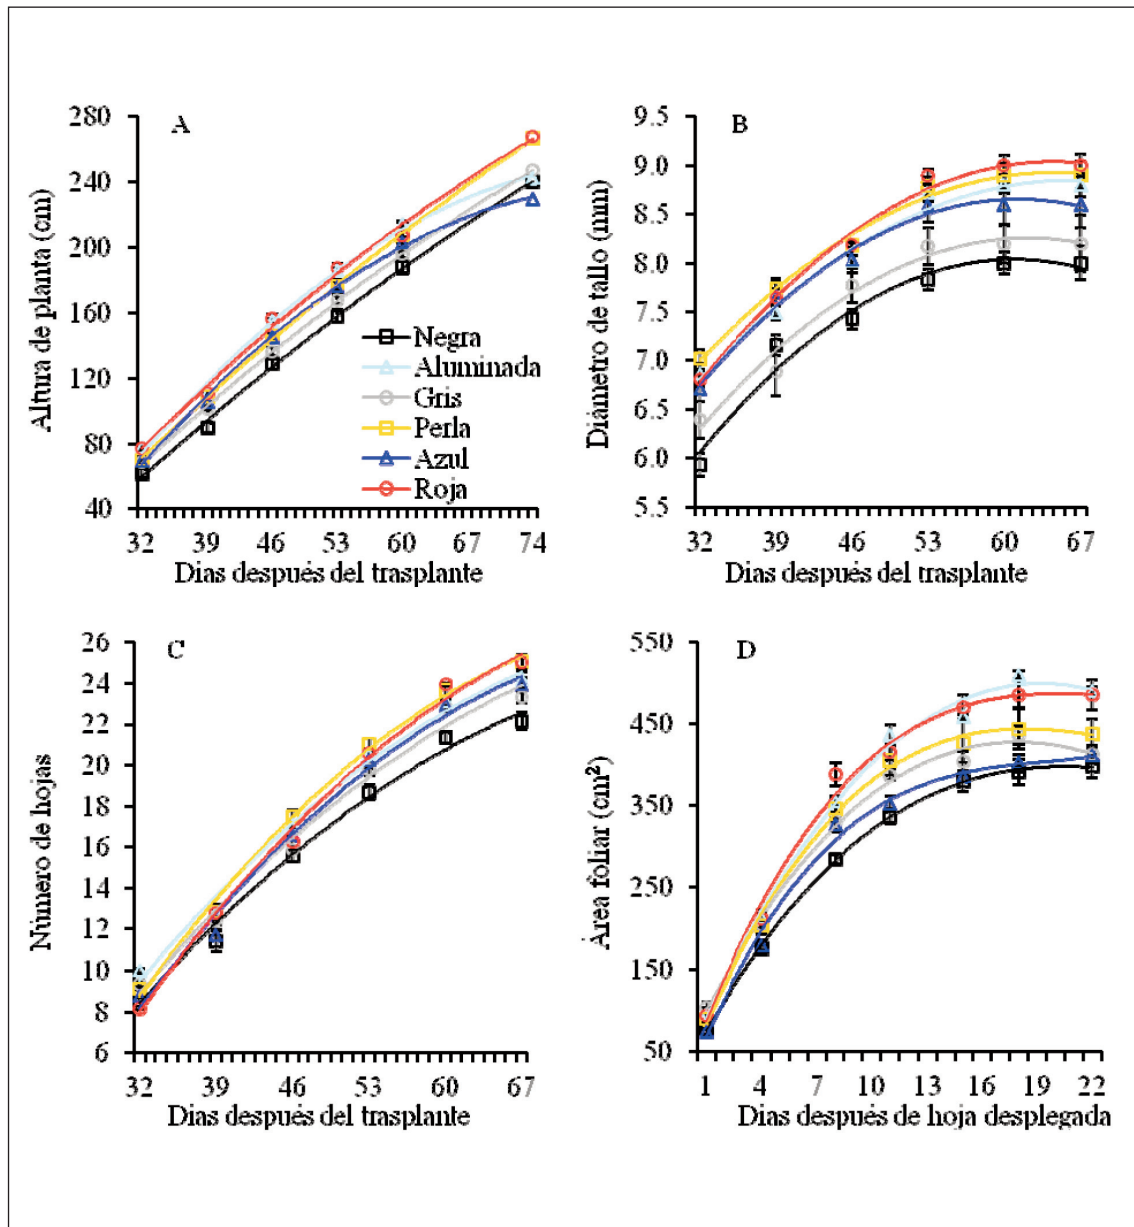 A
Altura de planta (cm)
280
240
200
160
120
80
40
Negra
Aluminada
Gris
Perla
Azul
Roja
32 39 46 53 60 67 74
Dias después del trasplante
B
Diámetro de tallo (mm)
9.5
9.0
8.5
8.0
7.5
7.0
6.5
6.0
5.5
32 39 46 53 60 67
Dias después del trasplante
C
Número de hojas
26
24
22
20
18
16
14
12
10
8
6
32 39 46 53 60 67
Dias después del trasplante
D
Área foliar (cm²)
550
450
350
250
150
50
1 4 7 10 13 16 19 22
Dias después de hoja desplegada